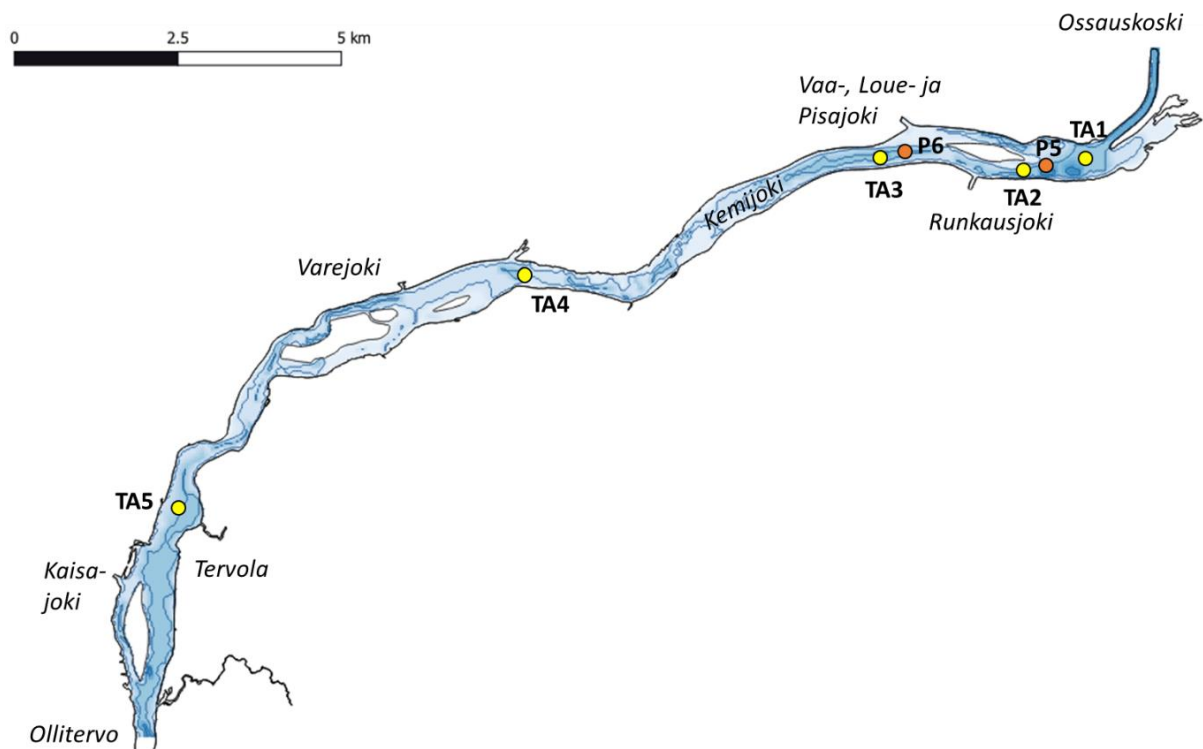 0 2.5 5 km
Ossauskoski
Vaa-, Loue- ja
Pisajoki
TA1
P5
P6
TA3
TA2
Runkausjoki
Kemijoki
Varejoki
TA4
TA5
Kaisa-
joki
Tervola
Ollitervo